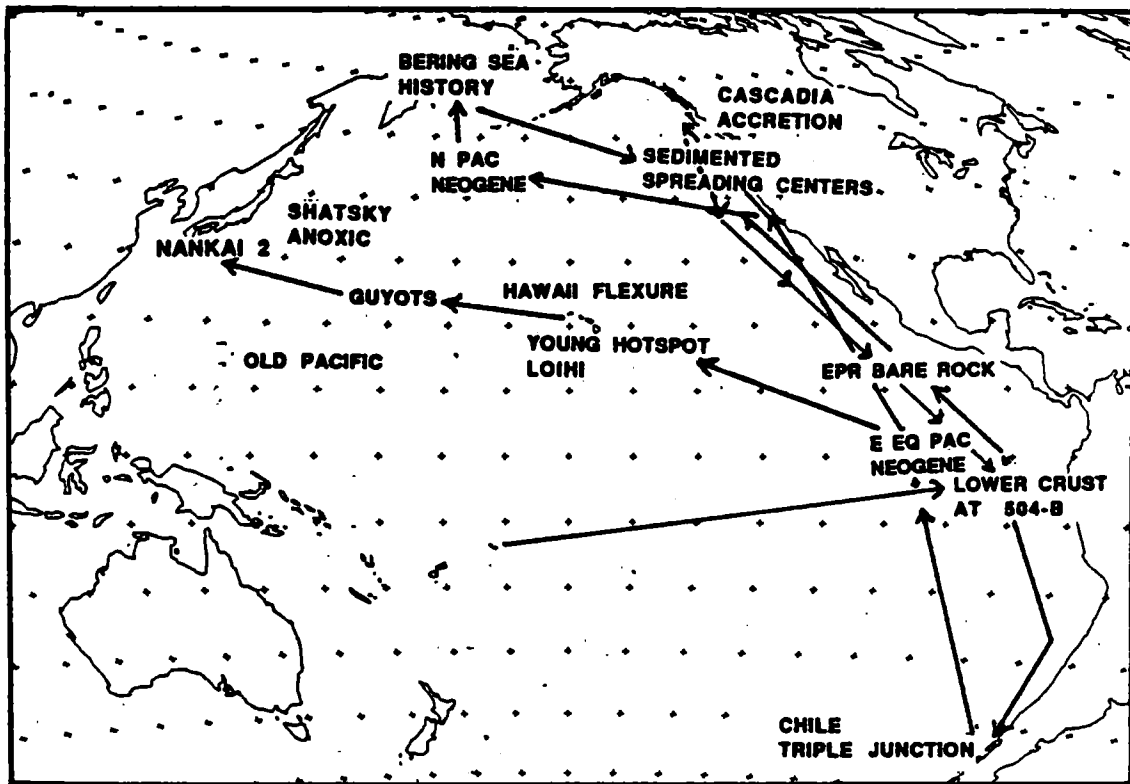 BERING SEA
HISTORY
CASCADIA
ACCRETION
N PAC
NEOGENE
SEDIMENTED
SPREADING CENTERS
SHATSKY
ANOXIC
NANKAI 2
GUYOTS
HAWAII FLEXURE
OLD PACIFIC
YOUNG HOTSPOT
LOIHI
EPR BARE ROCK
E EQ PAC
NEOGENE
LOWER CRUST
AT 504-B
CHILE
TRIPLE JUNCTION